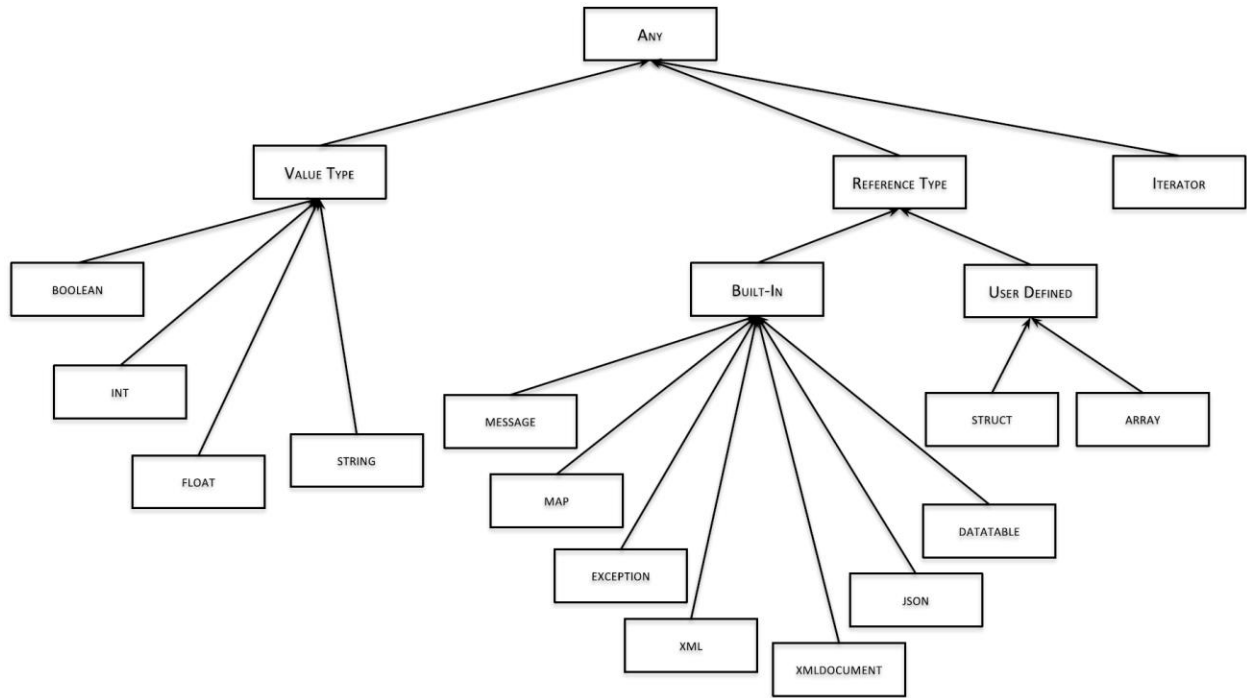 ANY
VALUE TYPE
REFERENCE TYPE
ITERATOR
BOOLEAN
BUILT-IN
USER DEFINED
INT
MESSAGE
STRUCT
ARRAY
FLOAT
STRING
MAP
DATATABLE
EXCEPTION
JSON
XML
XMLDOCUMENT